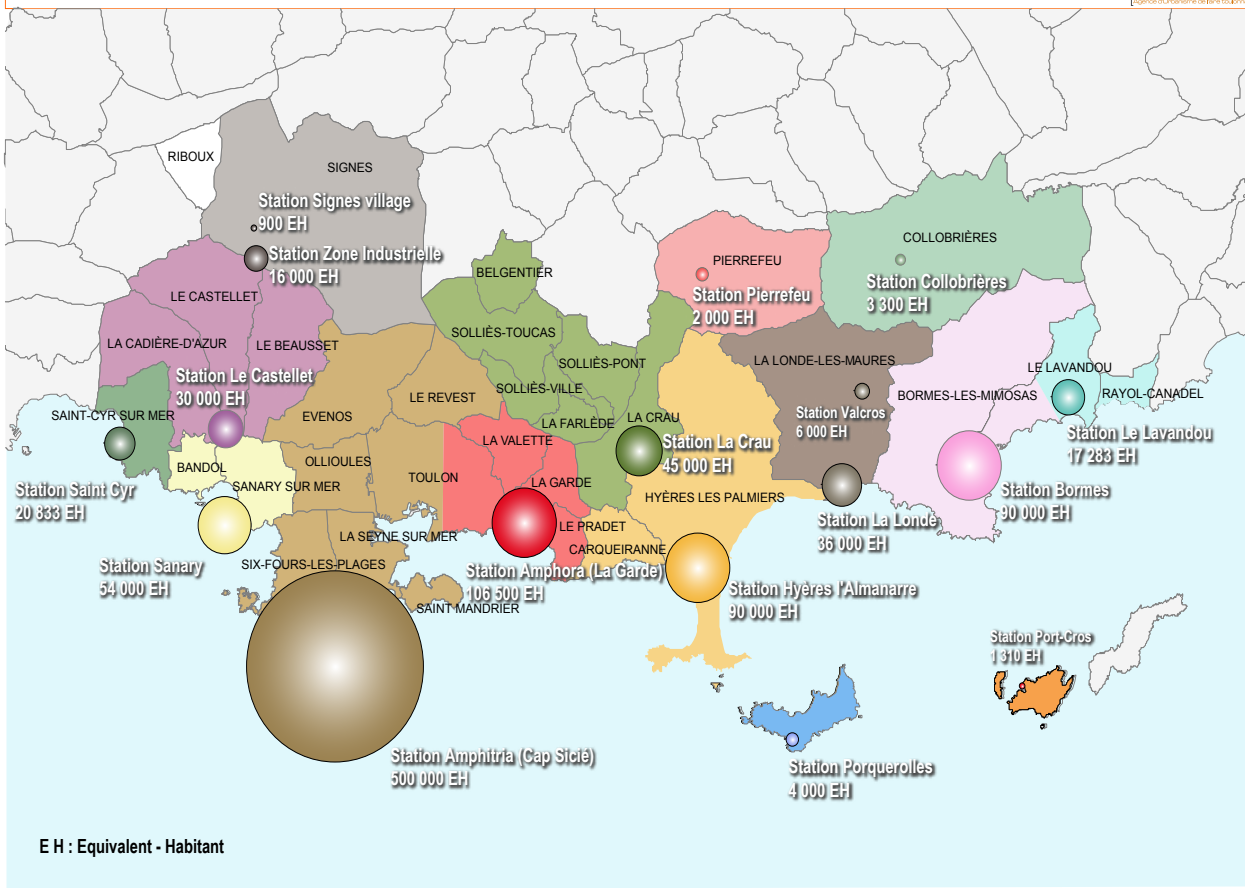 [Agence d'Urbanisme de l'aire toulonn
RIBOUX
SIGNES
Station Signes village
900 EH
Station Zone Industrielle
16 000 EH
BELGENTIER
PIERREFEU
Station Pierrefeu
2 000 EH
COLLOBRIÈRES
Station Collobrières
3 300 EH
LE CASTELLET
LA CADIÈRE-D'AZUR
LE BEAUSSET
Station Le Castellet
30 000 EH
SOLLIÈS-TOUCAS
SOLLIÈS-PONT
SOLLIÈS-VILLE
LA FARLÈDE
LA CRAU
Station La Crau
45 000 EH
LA LONDE-LES-MAURES
Station Valcros
6 000 EH
BORMES-LES-MIMOSAS
LE LAVANDOU
RAYOL-CANADEL
Station Le Lavandou
17 283 EH
SAINT-CYR SUR MER
Station Saint Cyr
20 833 EH
EVENOS
LE REVEST
BANDOL
SANARY SUR MER
OLLIOULES
TOULON
LA VALETTE
LA GARDE
LE PRADET
CARQUEIRANNE
HYÈRES LES PALMIERS
Station Bormes
90 000 EH
Station La Londe
36 000 EH
Station Sanary
54 000 EH
LA SEYNE SUR MER
SIX-FOURS-LES-PLAGES
SAINT MANDRIER
Station Amphora (La Garde)
106 500 EH
Station Hyères l'Almanarre
90 000 EH
Station Port-Cros
1 310 EH
Station Amphitria (Cap Sicié)
500 000 EH
Station Porquerolles
4 000 EH
E H : Equivalent - Habitant